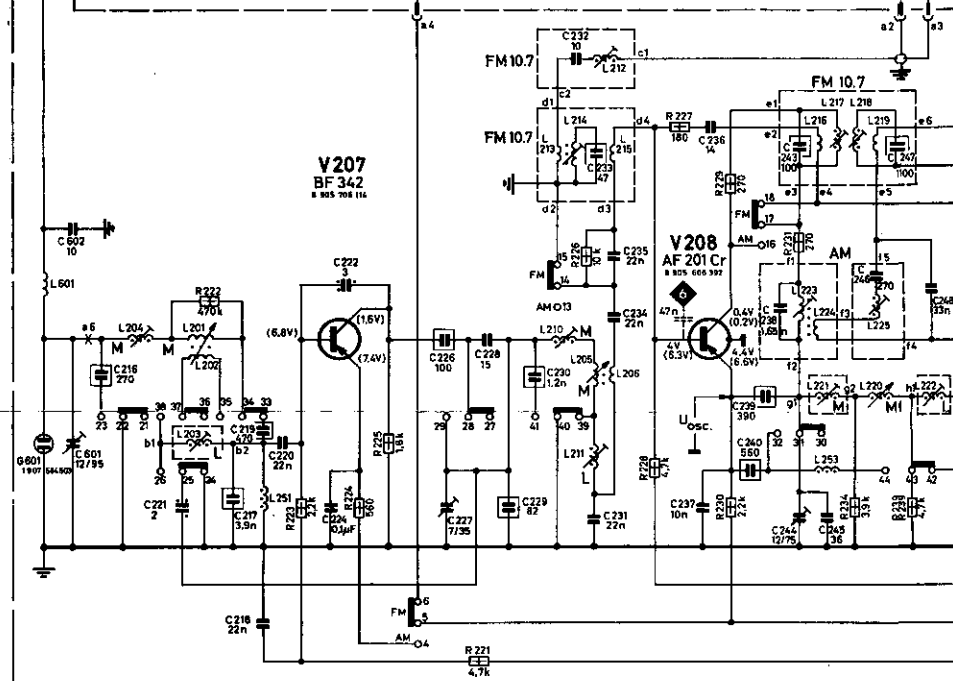 a4
a2
a3
C232
10
FM 10.7
L212
c1
c2
d1
FM 10.7
L217
L218
e1
e2
L216
L219
e6
C
243
100
C
247
1100
e3
e4
e5
FM 10.7
L214
L
213
C
233
47
L
215
d4
d2
d3
R227
180
C236
14
R229
270
V207
BF 342
C602
10
L601
C222
3
R222
470k
a6
L204
M
M
L201
L202
C216
270
(6,8V)
(1,6V)
(7,4V)
15
FM
14
AM O13
R226
10k
C235
22n
C234
22n
V208
AF 201 Cr
8 905 606 392
6
47n
18
FM
17
AM
16
R231
270
f1
AM
C
238
L223
L224
f3
C
246
270
f5
L225
f4
f2
C248
33n
0.4V
(0.2V)
4V
(6.3V)
4.4V
(6.6V)
C226
100
C228
15
C230
1.2n
L210
M
L205
M
L206
23
22
21
38
37
36
35
34
33
29
28
27
41
40
39
G601
C601
12/95
b1
L203
L
b2
26
25
24
C219
470
C220
22n
C221
2
C217
3,9n
L251
R223
2,2k
C224
0,1µF
R224
560
R225
1,8k
C227
7/35
C229
82
L211
L
C231
22n
R228
4,7k
Uosc.
C239
390
C240
560
C237
10n
R230
2,2k
g1
L221
M
g2
L220
M
h1
L222
32
31
30
L253
44
43
42
C244
12/75
C245
36
R234
3,9k
R239
4,7k
C218
22n
FM
6
5
AM
4
R221
4,7k